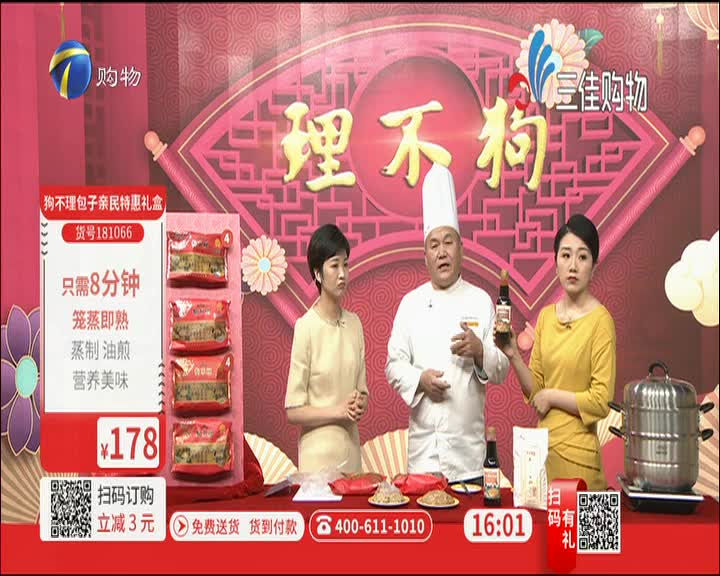 购物
三佳购物
理不狗
狗不理包子亲民特惠礼盒
货号181066
只需8分钟
笼蒸即熟
蒸制 油煎
营养美味
¥178
扫码订购
立减3元
免费送货 货到付款
400-611-1010
16:01
扫码
有礼